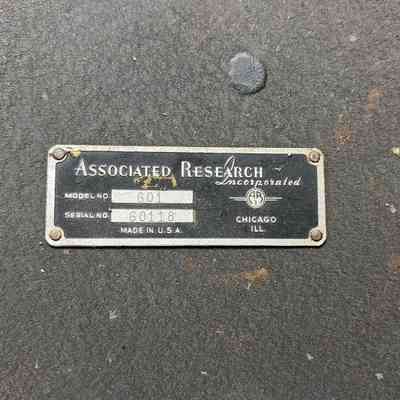 ASSOCIATED RESEARCH
Incorporated
MODEL NO. 601
SERIAL NO. 60118
MADE IN U.S.A.
CHICAGO
ILL.